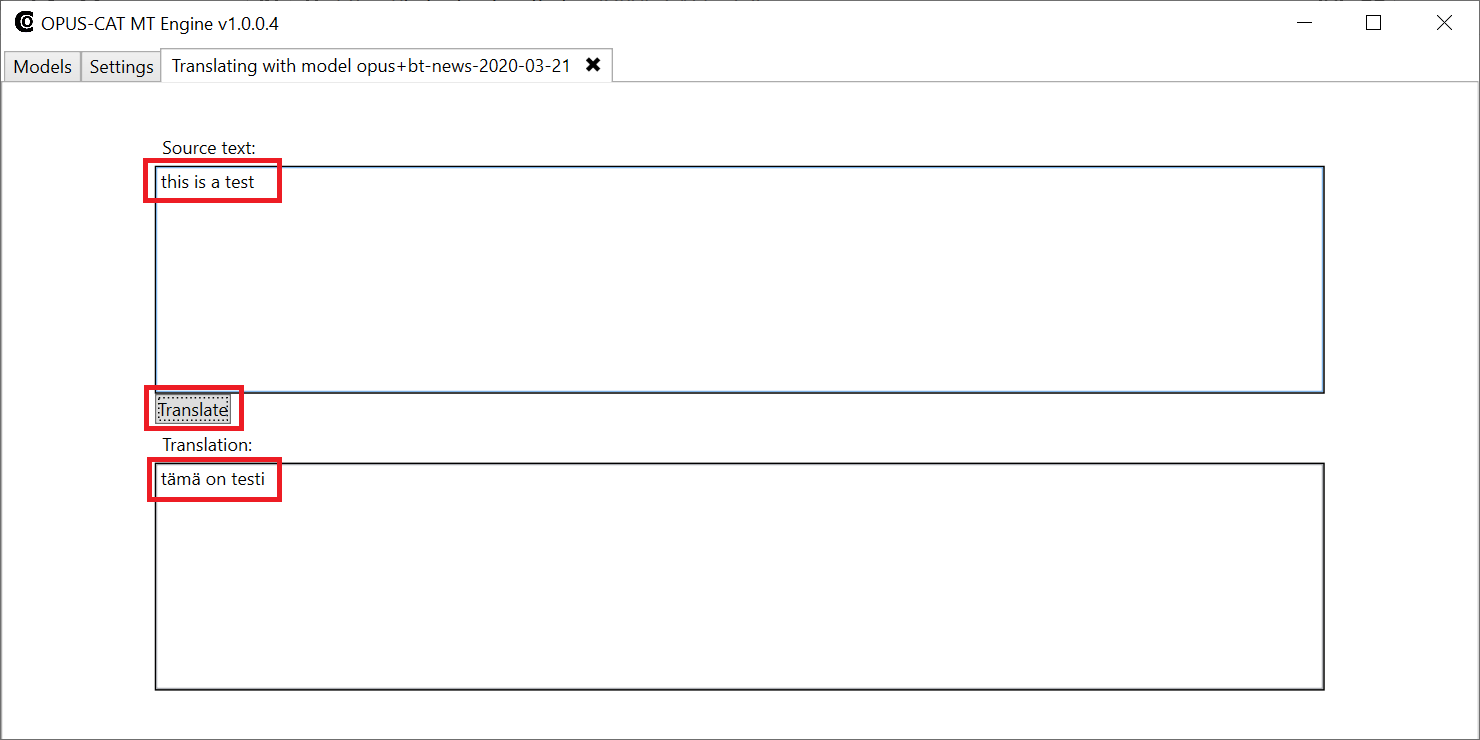 OPUS-CAT MT Engine v1.0.0.4
Models Settings Translating with model opus+bt-news-2020-03-21
Source text:
this is a test
Translate
Translation:
tämä on testi